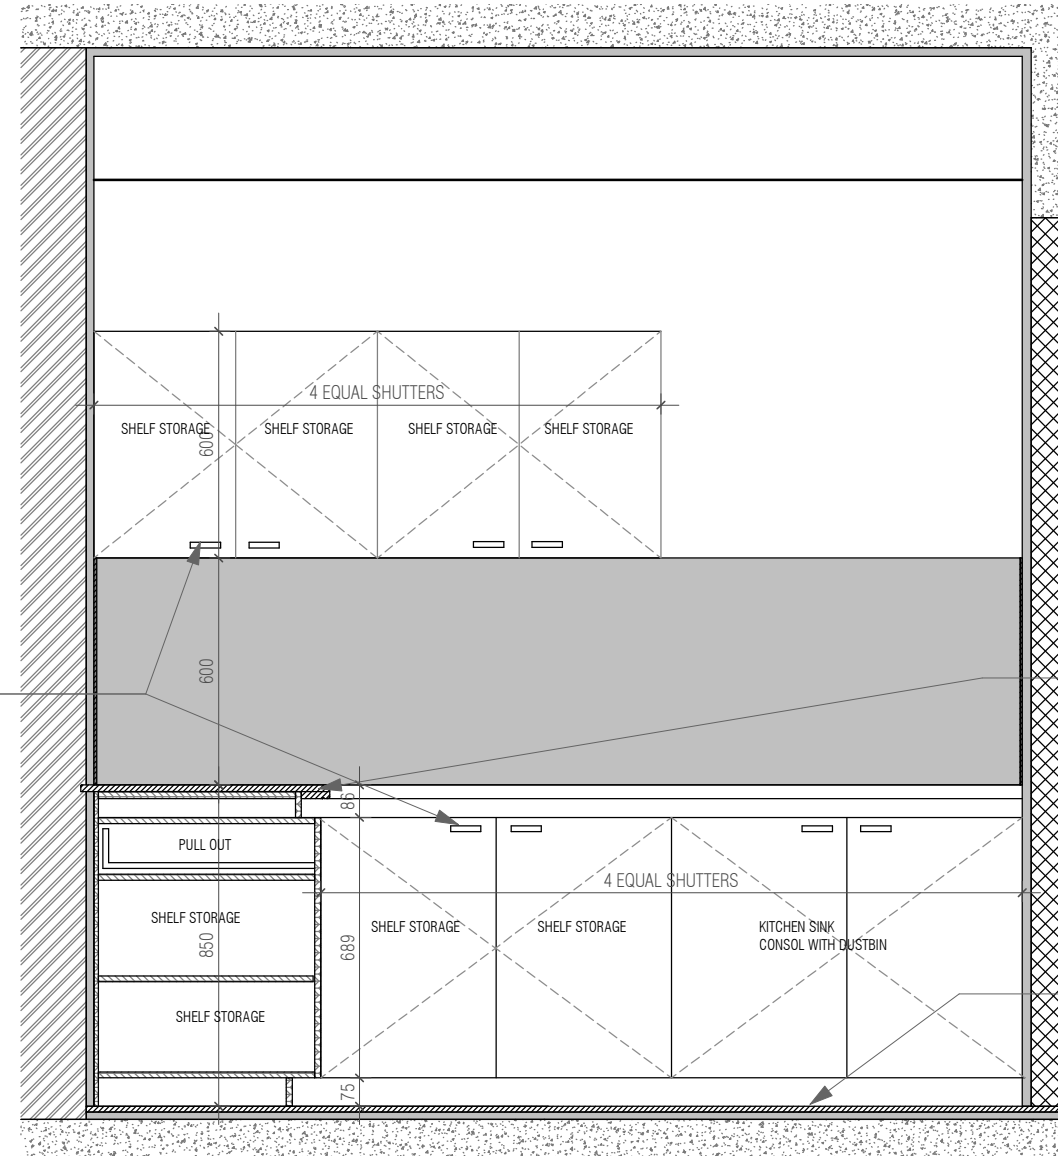 4 EQUAL SHUTTERS
SHELF STORAGE
SHELF STORAGE
SHELF STORAGE
SHELF STORAGE
600
600
86
PULL OUT
4 EQUAL SHUTTERS
SHELF STORAGE
850
689
SHELF STORAGE
SHELF STORAGE
KITCHEN SINK
CONSOL WITH DUSTBIN
SHELF STORAGE
75